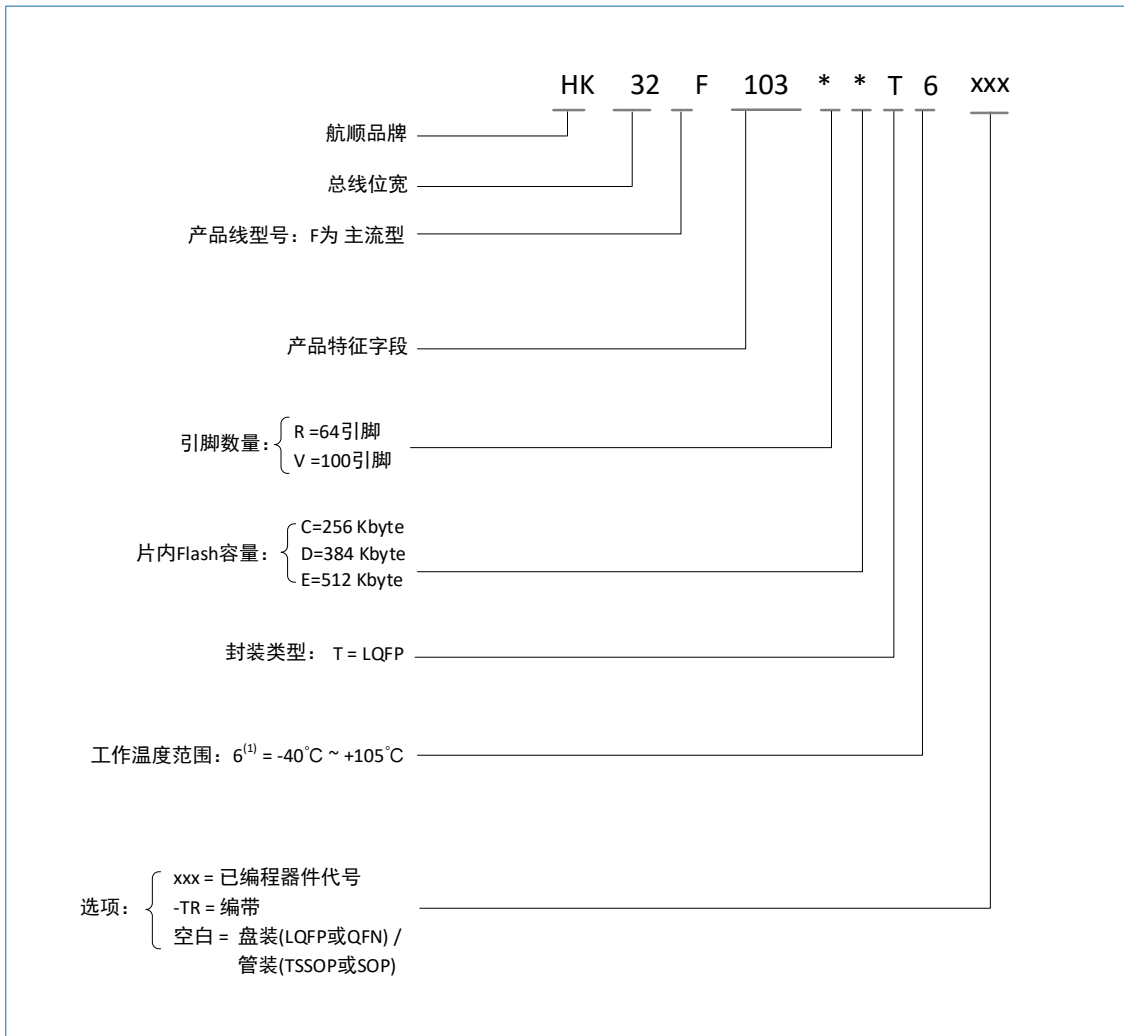 HK 32 F 103 * * T 6 xxx
航顺品牌
总线位宽
产品线型号：F为 主流型
产品特征字段
引脚数量：
R =64引脚
V =100引脚
片内Flash容量：
C=256 Kbyte
D=384 Kbyte
E=512 Kbyte
封装类型： T = LQFP
工作温度范围：6(1) = -40℃ ~ +105℃
选项：
xxx = 已编程器件代号
-TR = 编带
空白 = 盘装(LQFP或QFN) /
管装(TSSOP或SOP)